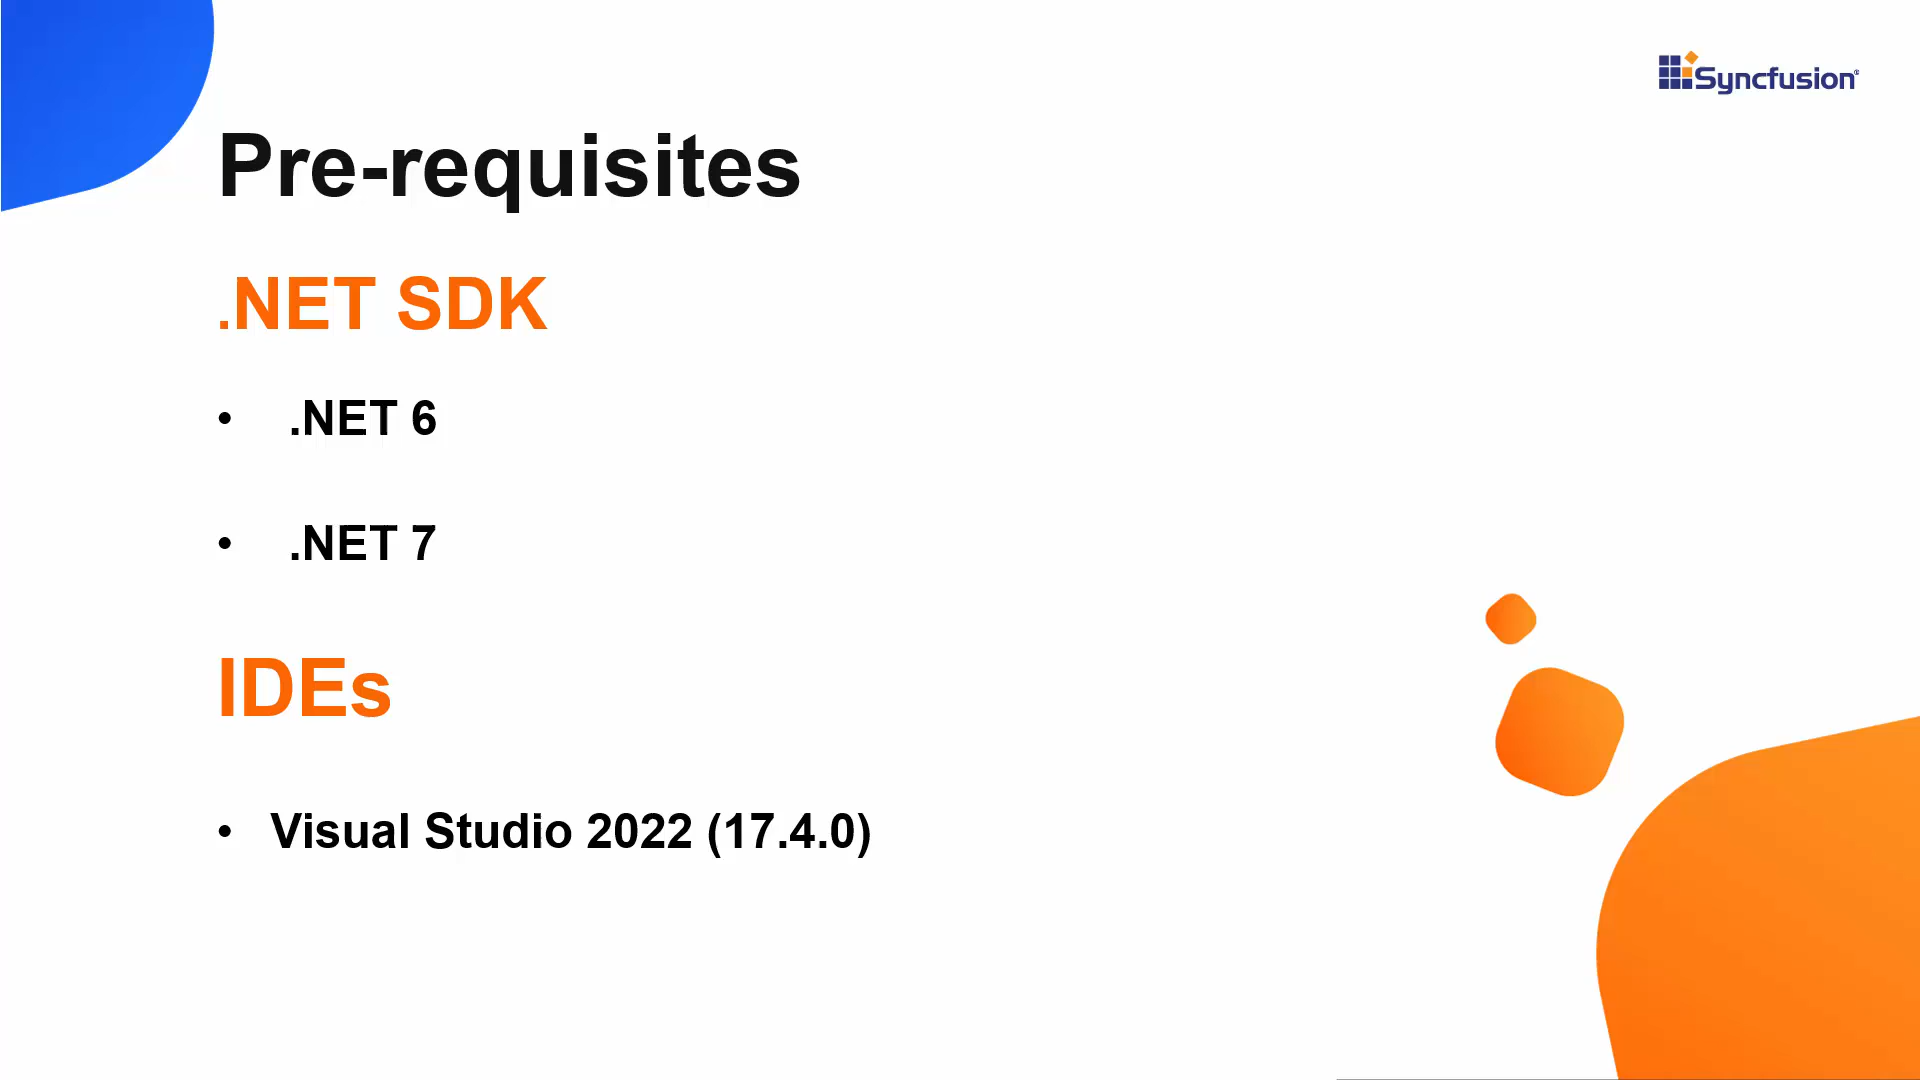 Syncfusion
Pre-requisites
.NET SDK
• .NET 6
• .NET 7
IDEs
• Visual Studio 2022 (17.4.0)